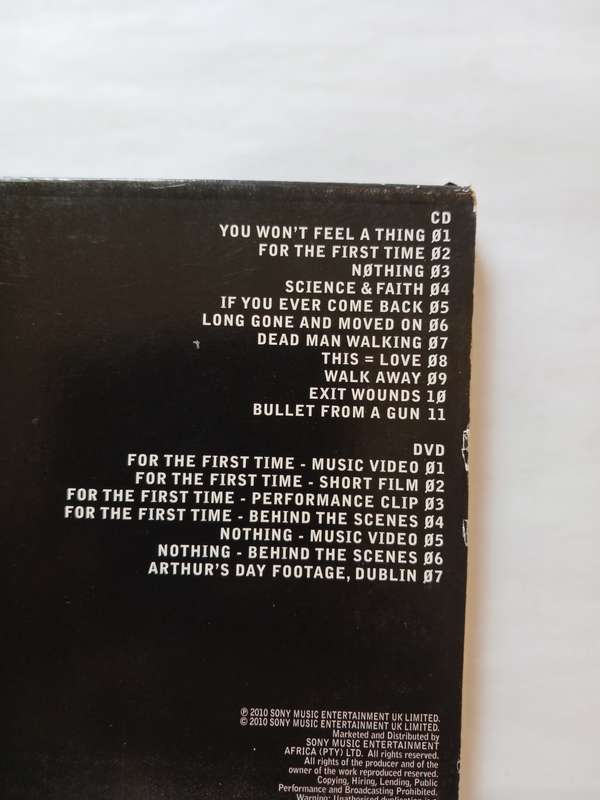 CD
YOU WON'T FEEL A THING Ø1
FOR THE FIRST TIME Ø2
NØTHING Ø3
SCIENCE & FAITH Ø4
IF YOU EVER COME BACK Ø5
LONG GONE AND MOVED ON Ø6
DEAD MAN WALKING Ø7
THIS = LOVE Ø8
WALK AWAY Ø9
EXIT WOUNDS 1Ø
BULLET FROM A GUN 11
DVD
FOR THE FIRST TIME - MUSIC VIDEO Ø1
FOR THE FIRST TIME - SHORT FILM Ø2
FOR THE FIRST TIME - PERFORMANCE CLIP Ø3
FOR THE FIRST TIME - BEHIND THE SCENES Ø4
NOTHING - MUSIC VIDEO Ø5
NOTHING - BEHIND THE SCENES Ø6
ARTHUR'S DAY FOOTAGE, DUBLIN Ø7
℗ 2010 SONY MUSIC ENTERTAINMENT UK LIMITED.
© 2010 SONY MUSIC ENTERTAINMENT UK LIMITED.
Marketed and Distributed by
SONY MUSIC ENTERTAINMENT
AFRICA (PTY) LTD. All rights reserved.
All rights of the producer and of the
owner of the work reproduced reserved.
Copying, Hiring, Lending, Public
Performance and Broadcasting Prohibited.
Warning: Unauthorised duplication